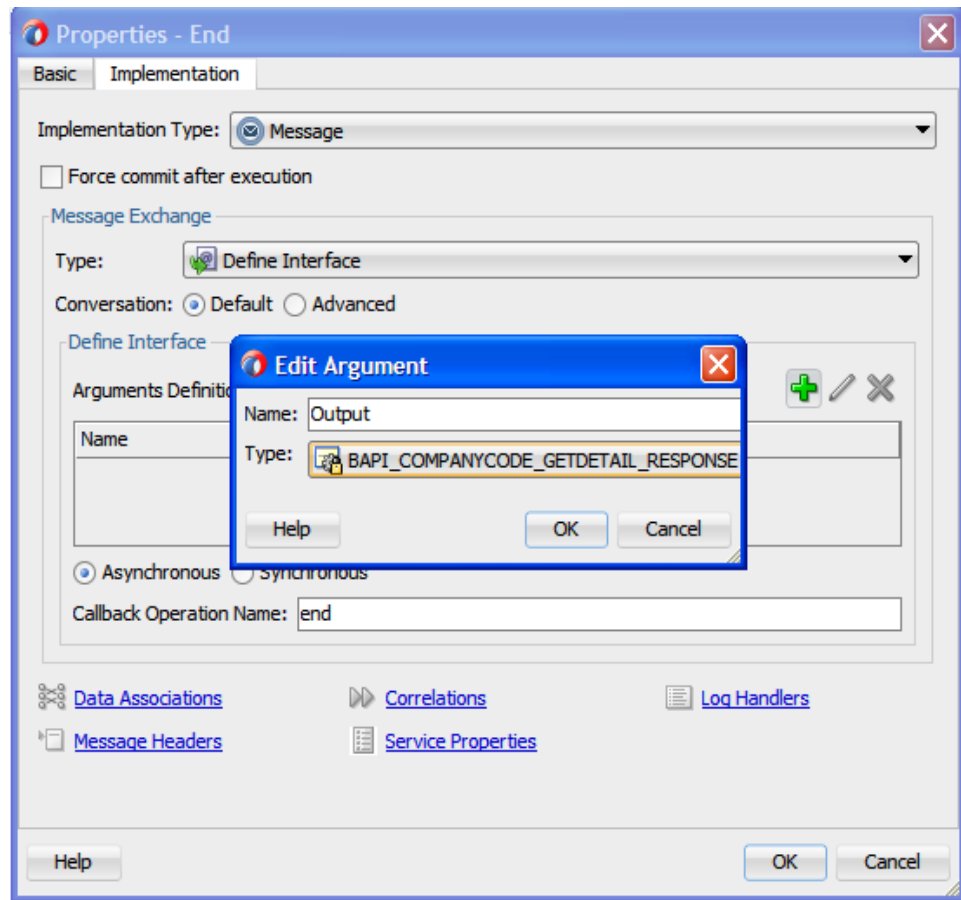 Properties - End
Basic Implementation
Implementation Type: Message
Force commit after execution
Message Exchange
Type: Define Interface
Conversation: Default Advanced
Define Interface
Edit Argument
Arguments Definitio
Name: Output
Name
Type: BAPI_COMPANYCODE_GETDETAIL_RESPONSE
Help OK Cancel
Asynchronous Synchronous
Callback Operation Name: end
Data Associations Correlations Log Handlers
Message Headers Service Properties
Help OK Cancel